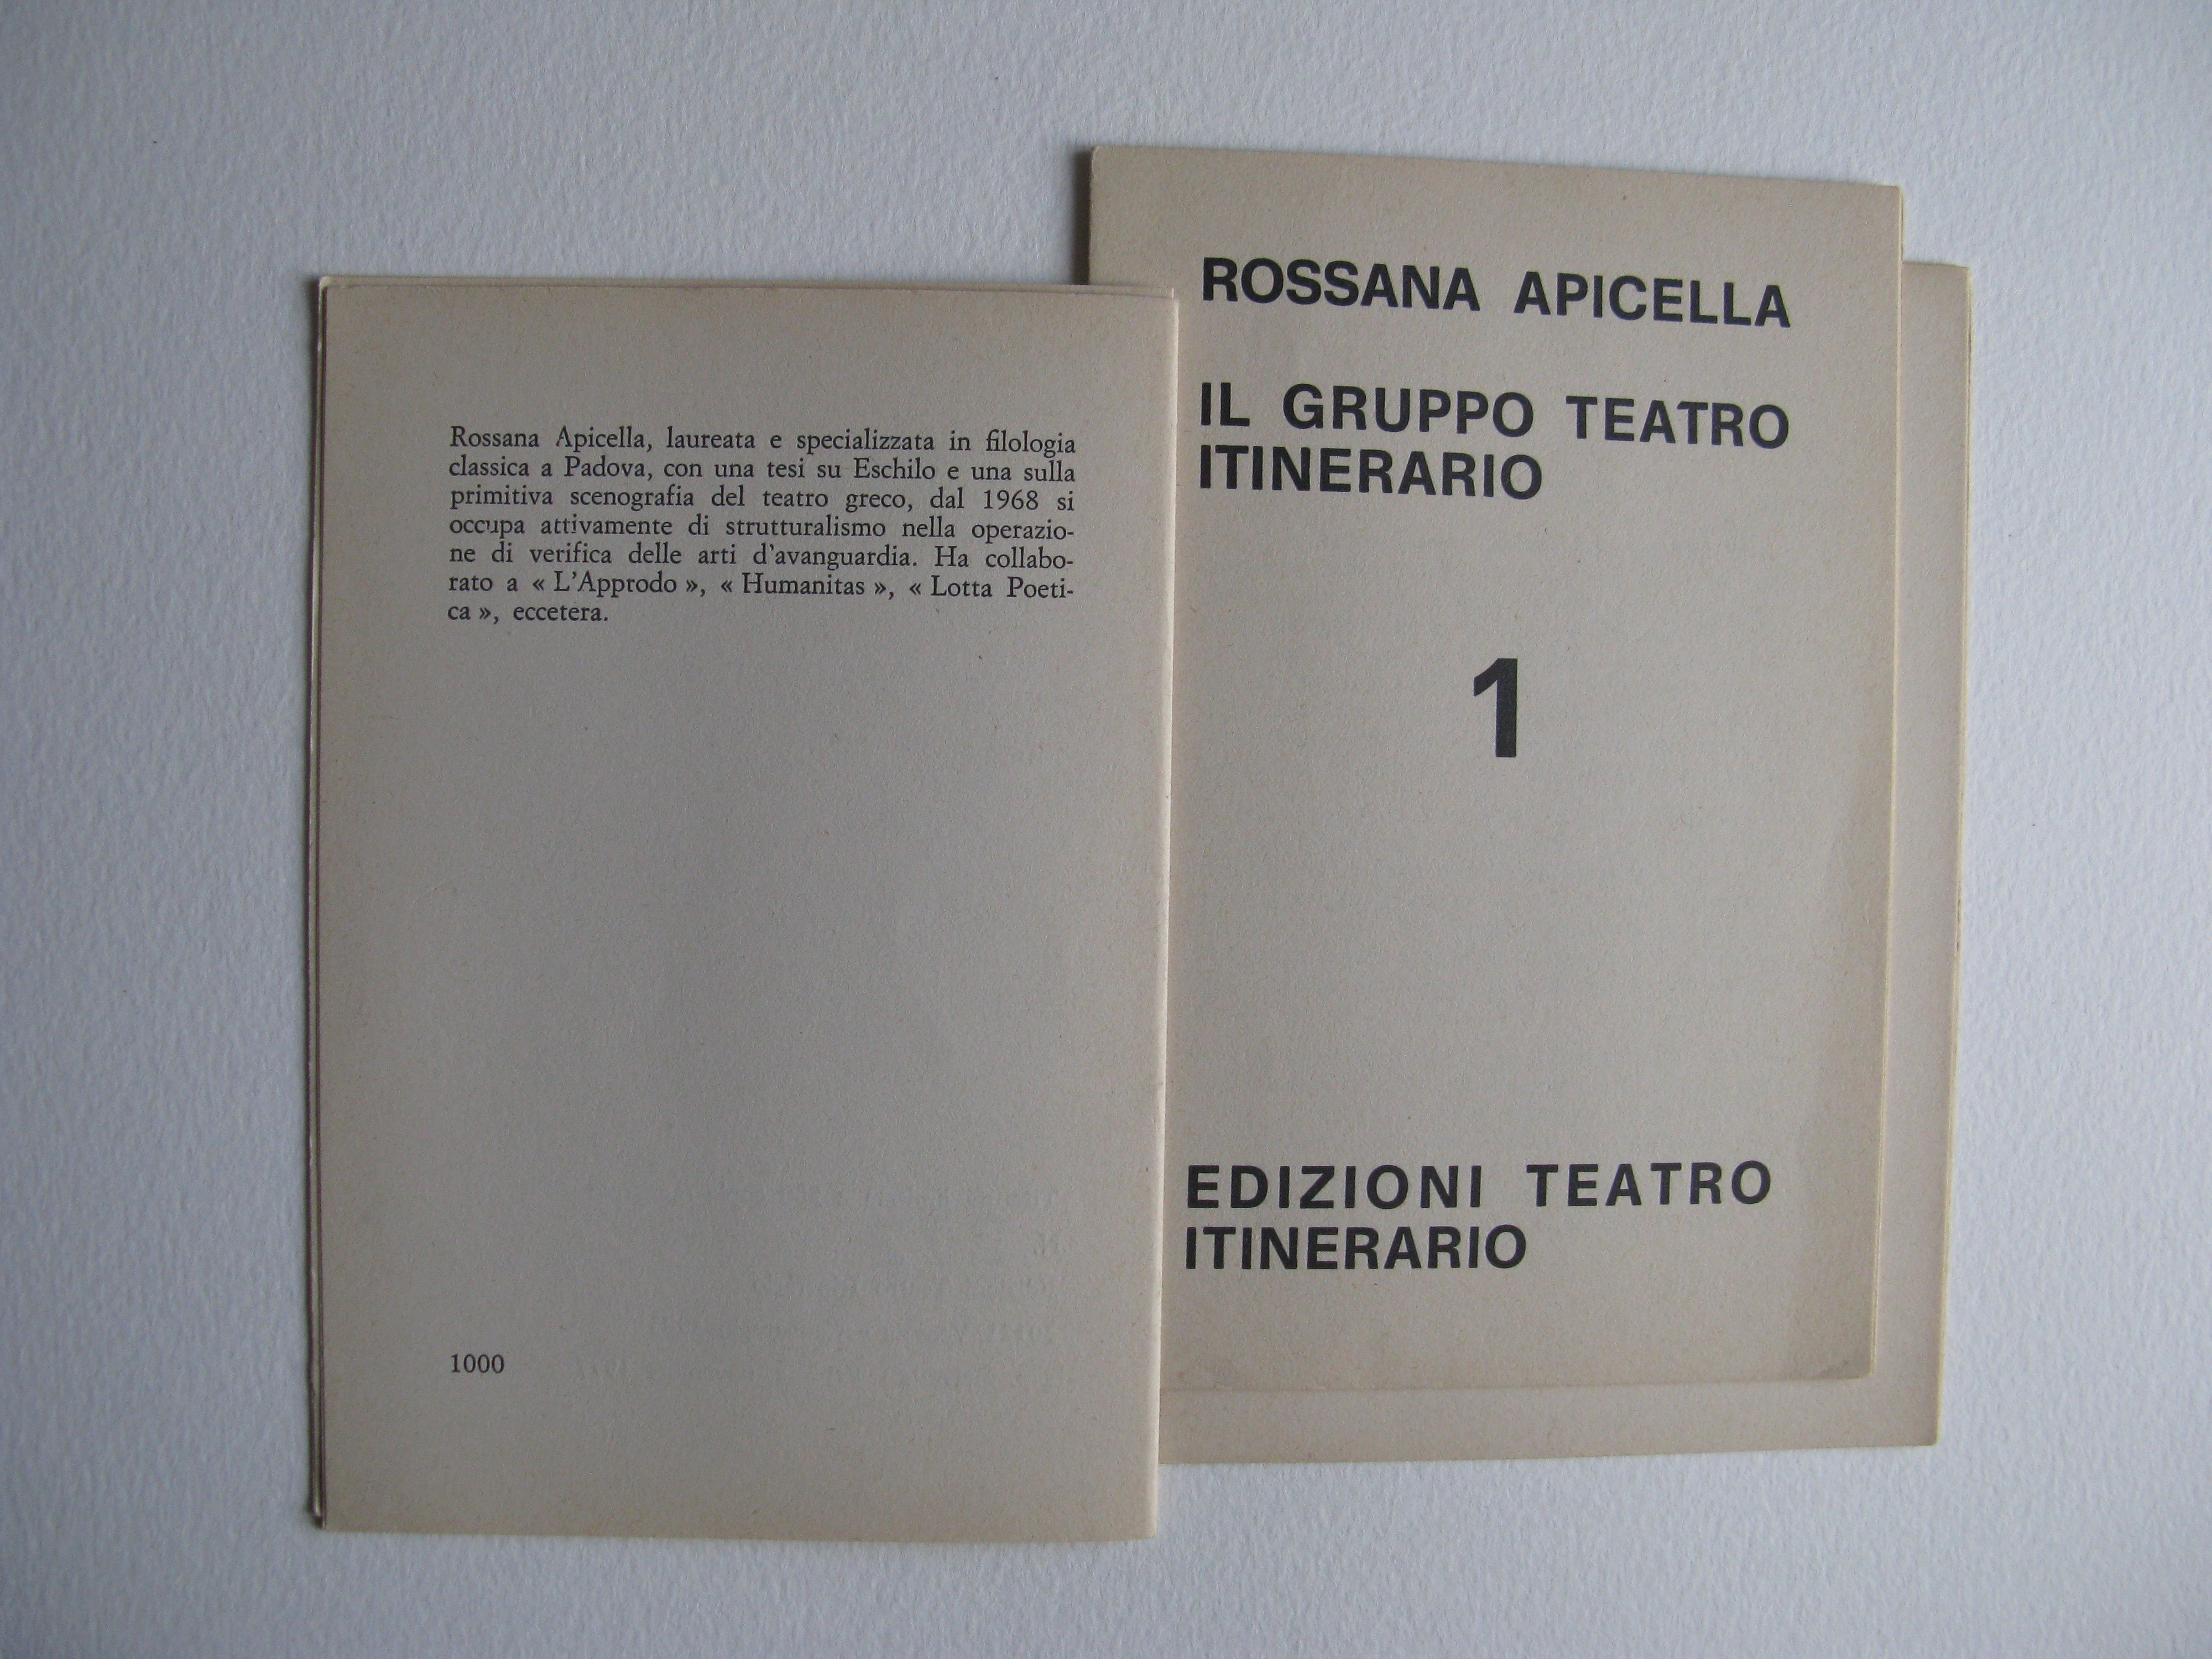 Rossana Apicella, laureata e specializzata in filologia
classica a Padova, con una tesi su Eschilo e una sulla
primitiva scenografia del teatro greco, dal 1968 si
occupa attivamente di strutturalismo nella operazio-
ne di verifica delle arti d'avanguardia. Ha collabo-
rato a « L'Approdo », « Humanitas », « Lotta Poeti-
ca », eccetera.
1000
ROSSANA APICELLA
IL GRUPPO TEATRO
ITINERARIO
1
EDIZIONI TEATRO
ITINERARIO